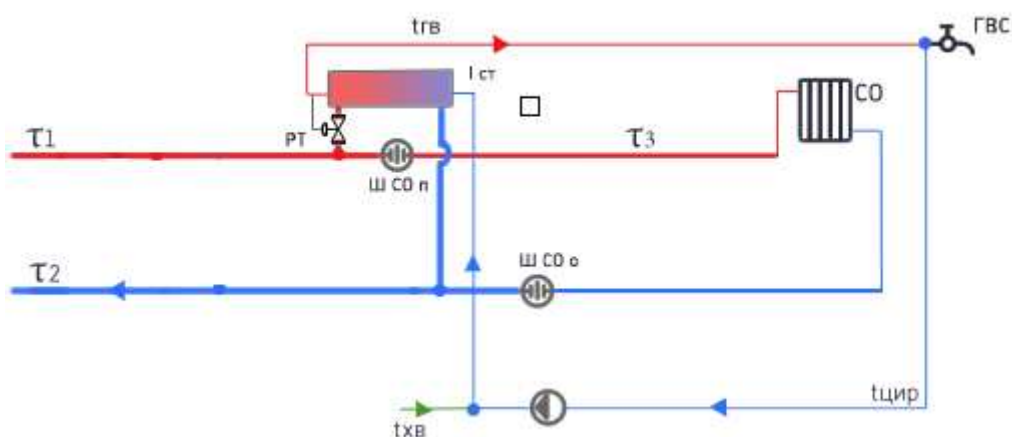 tгв
ГВС
I ст
СО
РТ
τ1
τ3
Ш СО п
Ш СО о
τ2
tцир
tхв